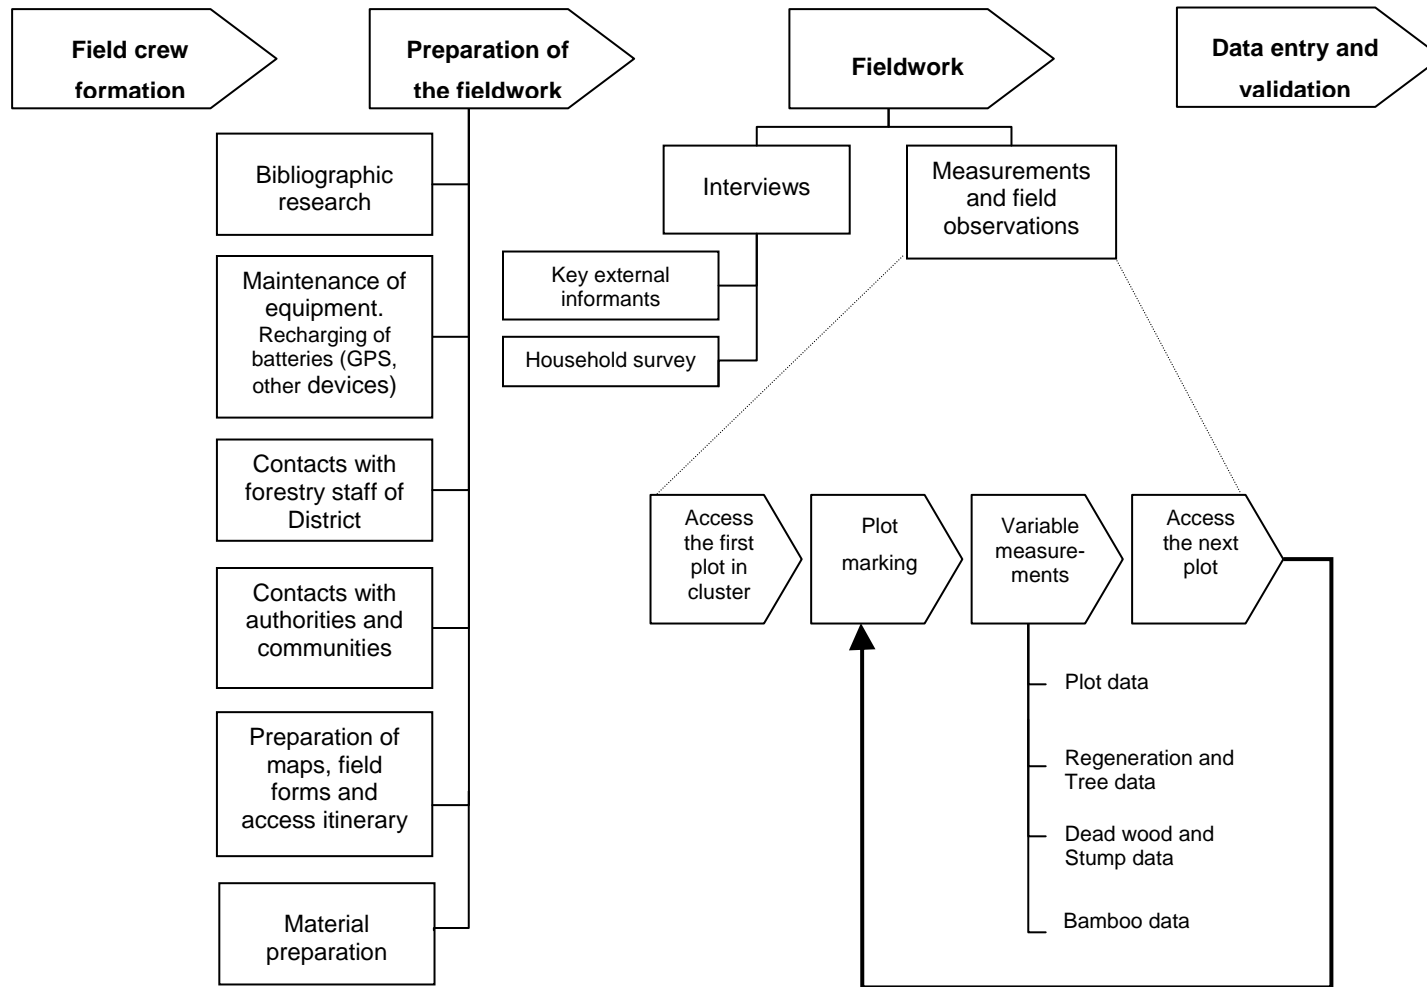 Field crew
formation
Preparation of
the fieldwork
Fieldwork
Data entry and
validation
Bibliographic
research
Maintenance of
equipment.
Recharging of
batteries (GPS,
other devices)
Contacts with
forestry staff of
District
Contacts with
authorities and
communities
Preparation of
maps, field
forms and
access itinerary
Material
preparation
Interviews
Key external
informants
Household survey
Measurements
and field
observations
Access
the first
plot in
cluster
Plot
marking
Variable
measure-
ments
Access
the next
plot
Plot data
Regeneration and
Tree data
Dead wood and
Stump data
Bamboo data